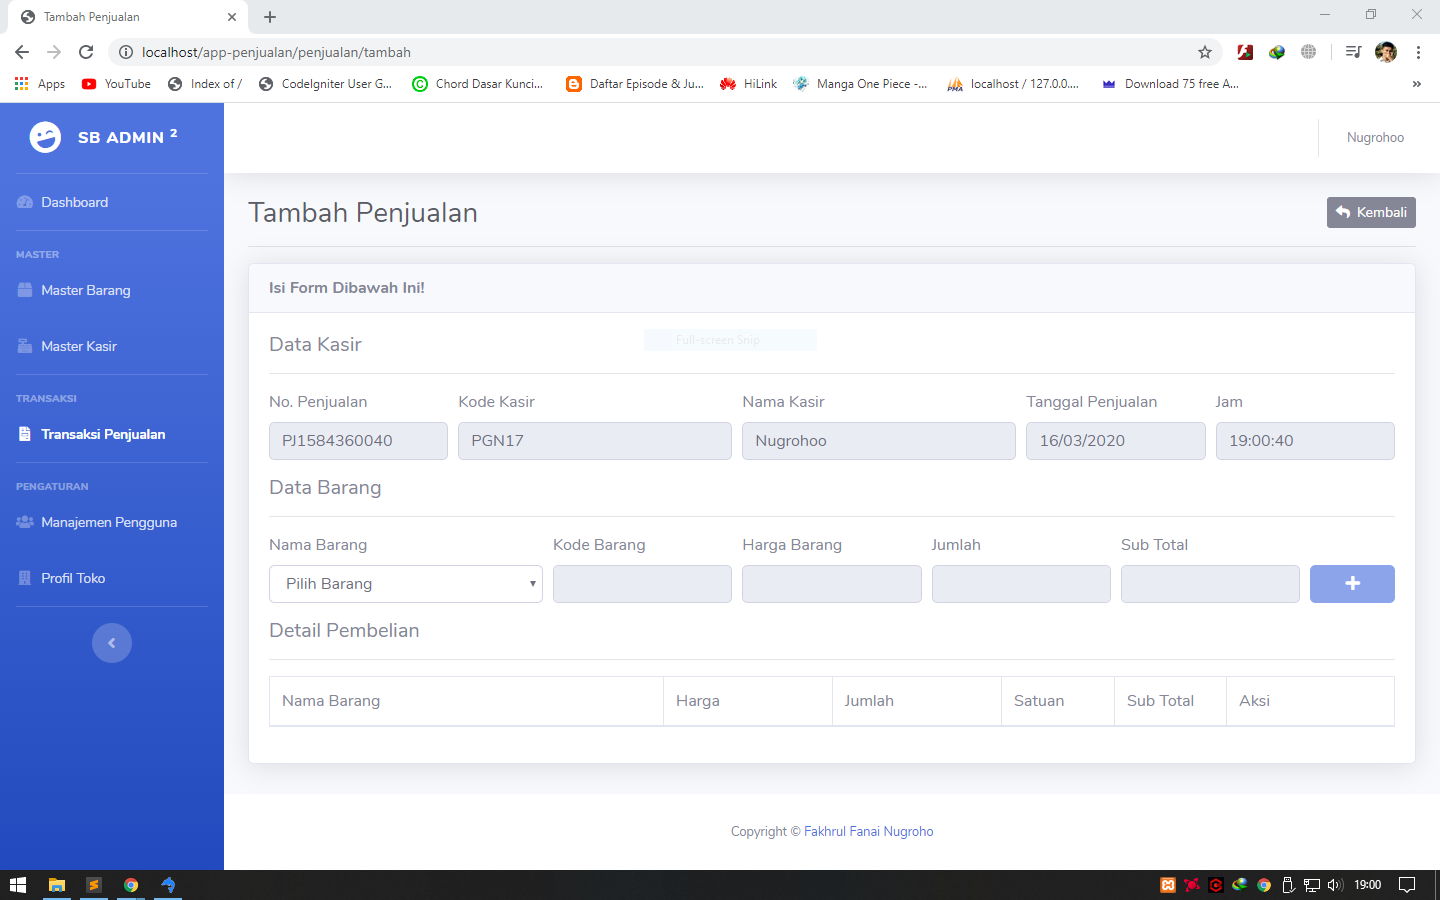 Tambah Penjualan
localhost/app-penjualan/penjualan/tambah
Apps YouTube Index of / CodeIgniter User G... Chord Dasar Kunci... Daftar Episode & Ju... HiLink Manga One Piece -... localhost / 127.0.0.... Download 75 free A... »
SB ADMIN 2
Nugrohoo
Dashboard
MASTER
Master Barang
Master Kasir
TRANSAKSI
Transaksi Penjualan
PENGATURAN
Manajemen Pengguna
Profil Toko
Tambah Penjualan
Kembali
Isi Form Dibawah Ini!
Data Kasir
Full-screen Snip
No. Penjualan Kode Kasir Nama Kasir Tanggal Penjualan Jam
PJ1584360040 PGN17 Nugrohoo 16/03/2020 19:00:40
Data Barang
Nama Barang Kode Barang Harga Barang Jumlah Sub Total
Pilih Barang
Detail Pembelian
Nama Barang Harga Jumlah Satuan Sub Total Aksi
Copyright © Fakhrul Fanai Nugroho
19:00